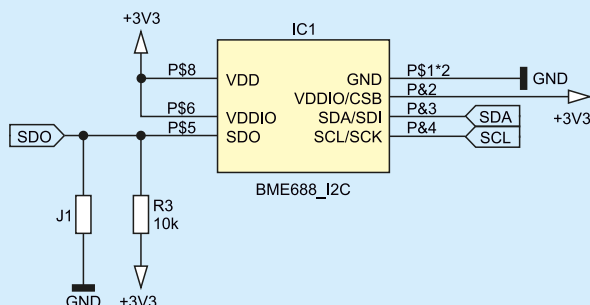 +3V3
IC1
P$8
VDD
GND
P$1*2
GND
VDDIO/CSB
P&2
+3V3
P$6
VDDIO
SDA/SDI
P&3
SDA
SDO
P$5
SDO
SCL/SCK
P&4
SCL
BME688_I2C
J1
R3
10k
GND
+3V3